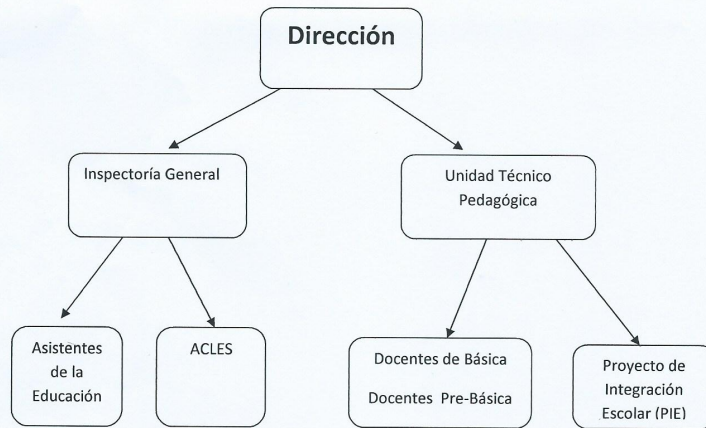 Dirección
Inspectoría General
Unidad Técnico
Pedagógica
Asistentes
de la
Educación
ACLES
Docentes de Básica
Docentes Pre-Básica
Proyecto de
Integración
Escolar (PIE)